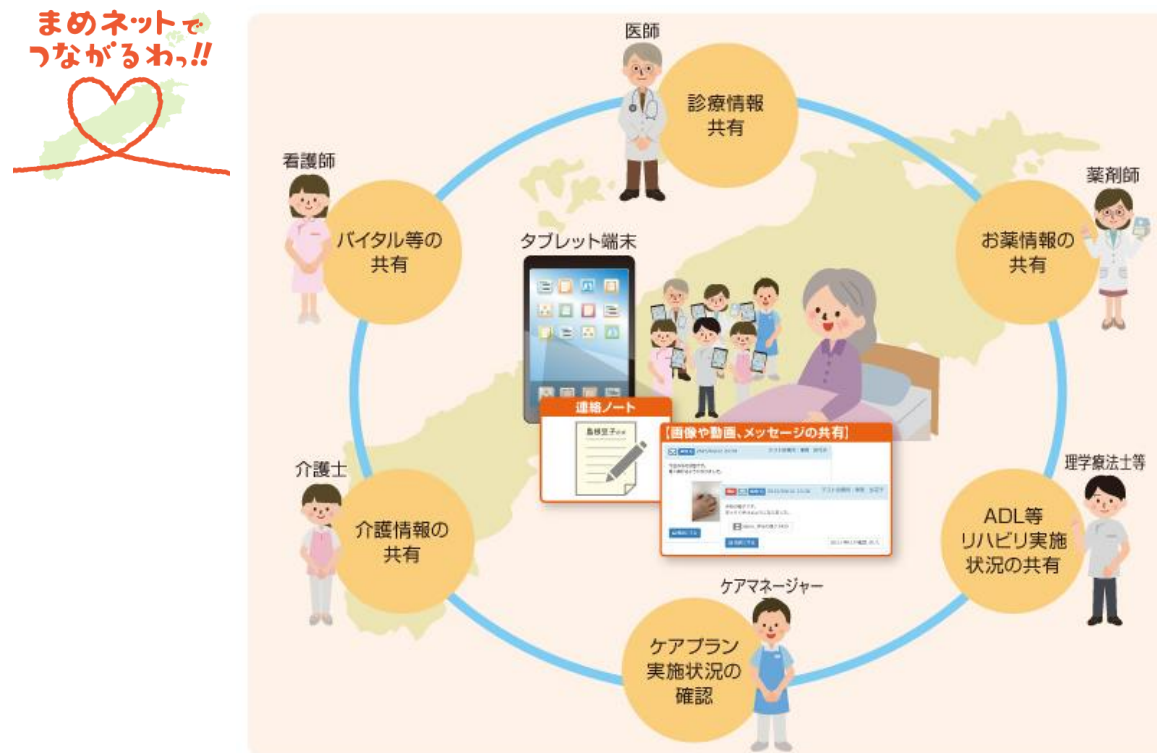 まめネットで
つながるわっ!!
医師
診療情報
共有
看護師
バイタル等の
共有
薬剤師
お薬情報の
共有
タブレット端末
連絡ノート
【画像や動画、メッセージの共有】
介護士
介護情報の
共有
理学療法士等
ADL等
リハビリ実施
状況の共有
ケアマネージャー
ケアプラン
実施状況の
確認